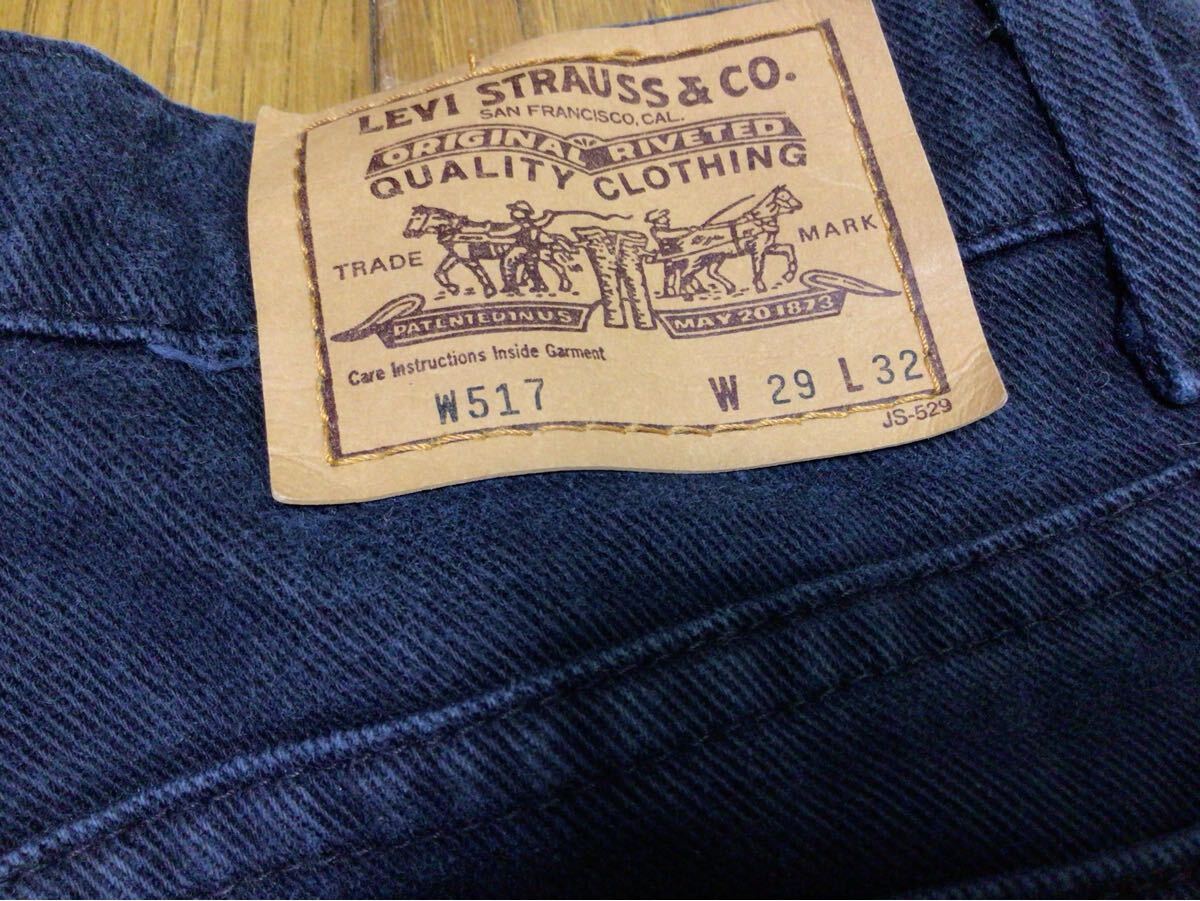 LEVI STRAUSS & CO.
SAN FRANCISCO, CAL.
ORIGINAL RIVETED
QUALITY CLOTHING
TRADE MARK
PATENTED IN U.S. MAY 20 1873
Care Instructions Inside Garment
W517 W 29 L 32
JS-529